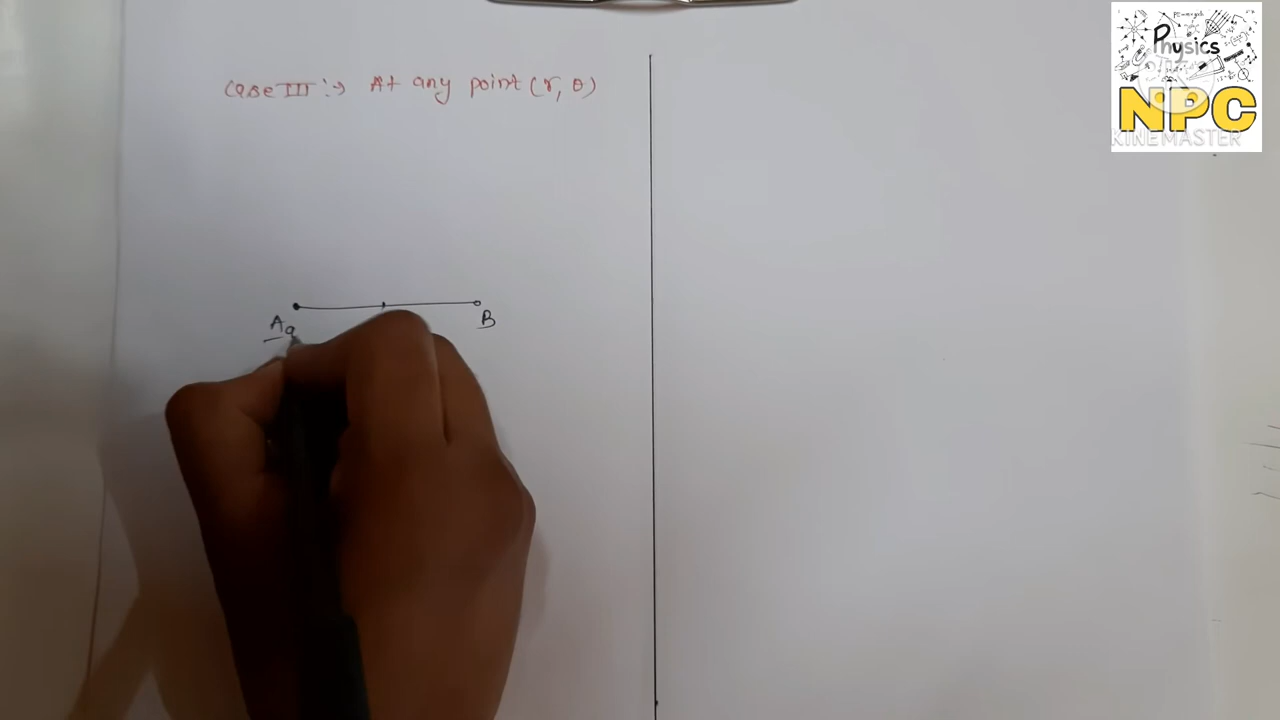 Case III :→ At any point (r, θ)
A
q
B
Physics
NPC
KINEMASTER